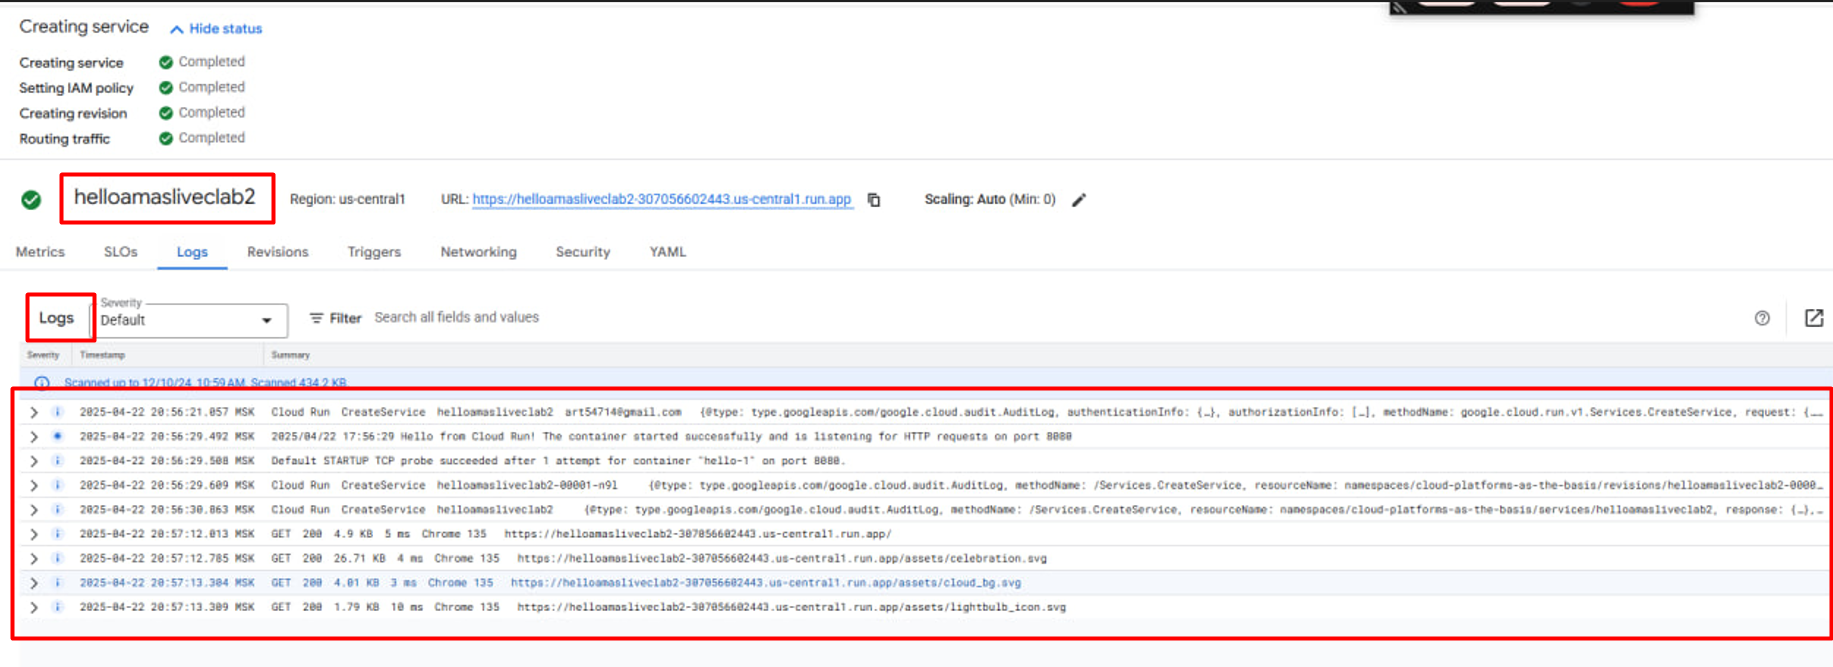 Creating service Hide status
Creating service Completed
Setting IAM policy Completed
Creating revision Completed
Routing traffic Completed
helloamasliveclab2 Region: us-central1 URL: https://helloamasliveclab2-307056602443.us-central1.run.app Scaling: Auto (Min: 0)
Metrics SLOs Logs Revisions Triggers Networking Security YAML
Logs Severity Default Filter Search all fields and values
Severity Timestamp Summary
Scanned up to 12/10/24, 10:59 AM. Scanned 434.2 KB.
2025-04-22 20:56:21.057 MSK Cloud Run CreateService helloamasliveclab2 art54714@gmail.com {@type: type.googleapis.com/google.cloud.audit.AuditLog, authenticationInfo: {…}, authorizationInfo: […], methodName: google.cloud.run.v1.Services.CreateService, request: {……
2025-04-22 20:56:29.492 MSK 2025/04/22 17:56:29 Hello from Cloud Run! The container started successfully and is listening for HTTP requests on port 8080
2025-04-22 20:56:29.508 MSK Default STARTUP TCP probe succeeded after 1 attempt for container "hello-1" on port 8080.
2025-04-22 20:56:29.609 MSK Cloud Run CreateService helloamasliveclab2-00001-n9l {@type: type.googleapis.com/google.cloud.audit.AuditLog, methodName: /Services.CreateService, resourceName: namespaces/cloud-platforms-as-the-basis/revisions/helloamasliveclab2-0000…
2025-04-22 20:56:30.863 MSK Cloud Run CreateService helloamasliveclab2 {@type: type.googleapis.com/google.cloud.audit.AuditLog, methodName: /Services.CreateService, resourceName: namespaces/cloud-platforms-as-the-basis/services/helloamasliveclab2, response: {…},…
2025-04-22 20:57:12.013 MSK GET 200 4.9 KB 5 ms Chrome 135 https://helloamasliveclab2-307056602443.us-central1.run.app/
2025-04-22 20:57:12.785 MSK GET 200 26.71 KB 4 ms Chrome 135 https://helloamasliveclab2-307056602443.us-central1.run.app/assets/celebration.svg
2025-04-22 20:57:13.304 MSK GET 200 4.01 KB 3 ms Chrome 135 https://helloamasliveclab2-307056602443.us-central1.run.app/assets/cloud_bg.svg
2025-04-22 20:57:13.309 MSK GET 200 1.79 KB 10 ms Chrome 135 https://helloamasliveclab2-307056602443.us-central1.run.app/assets/lightbulb_icon.svg